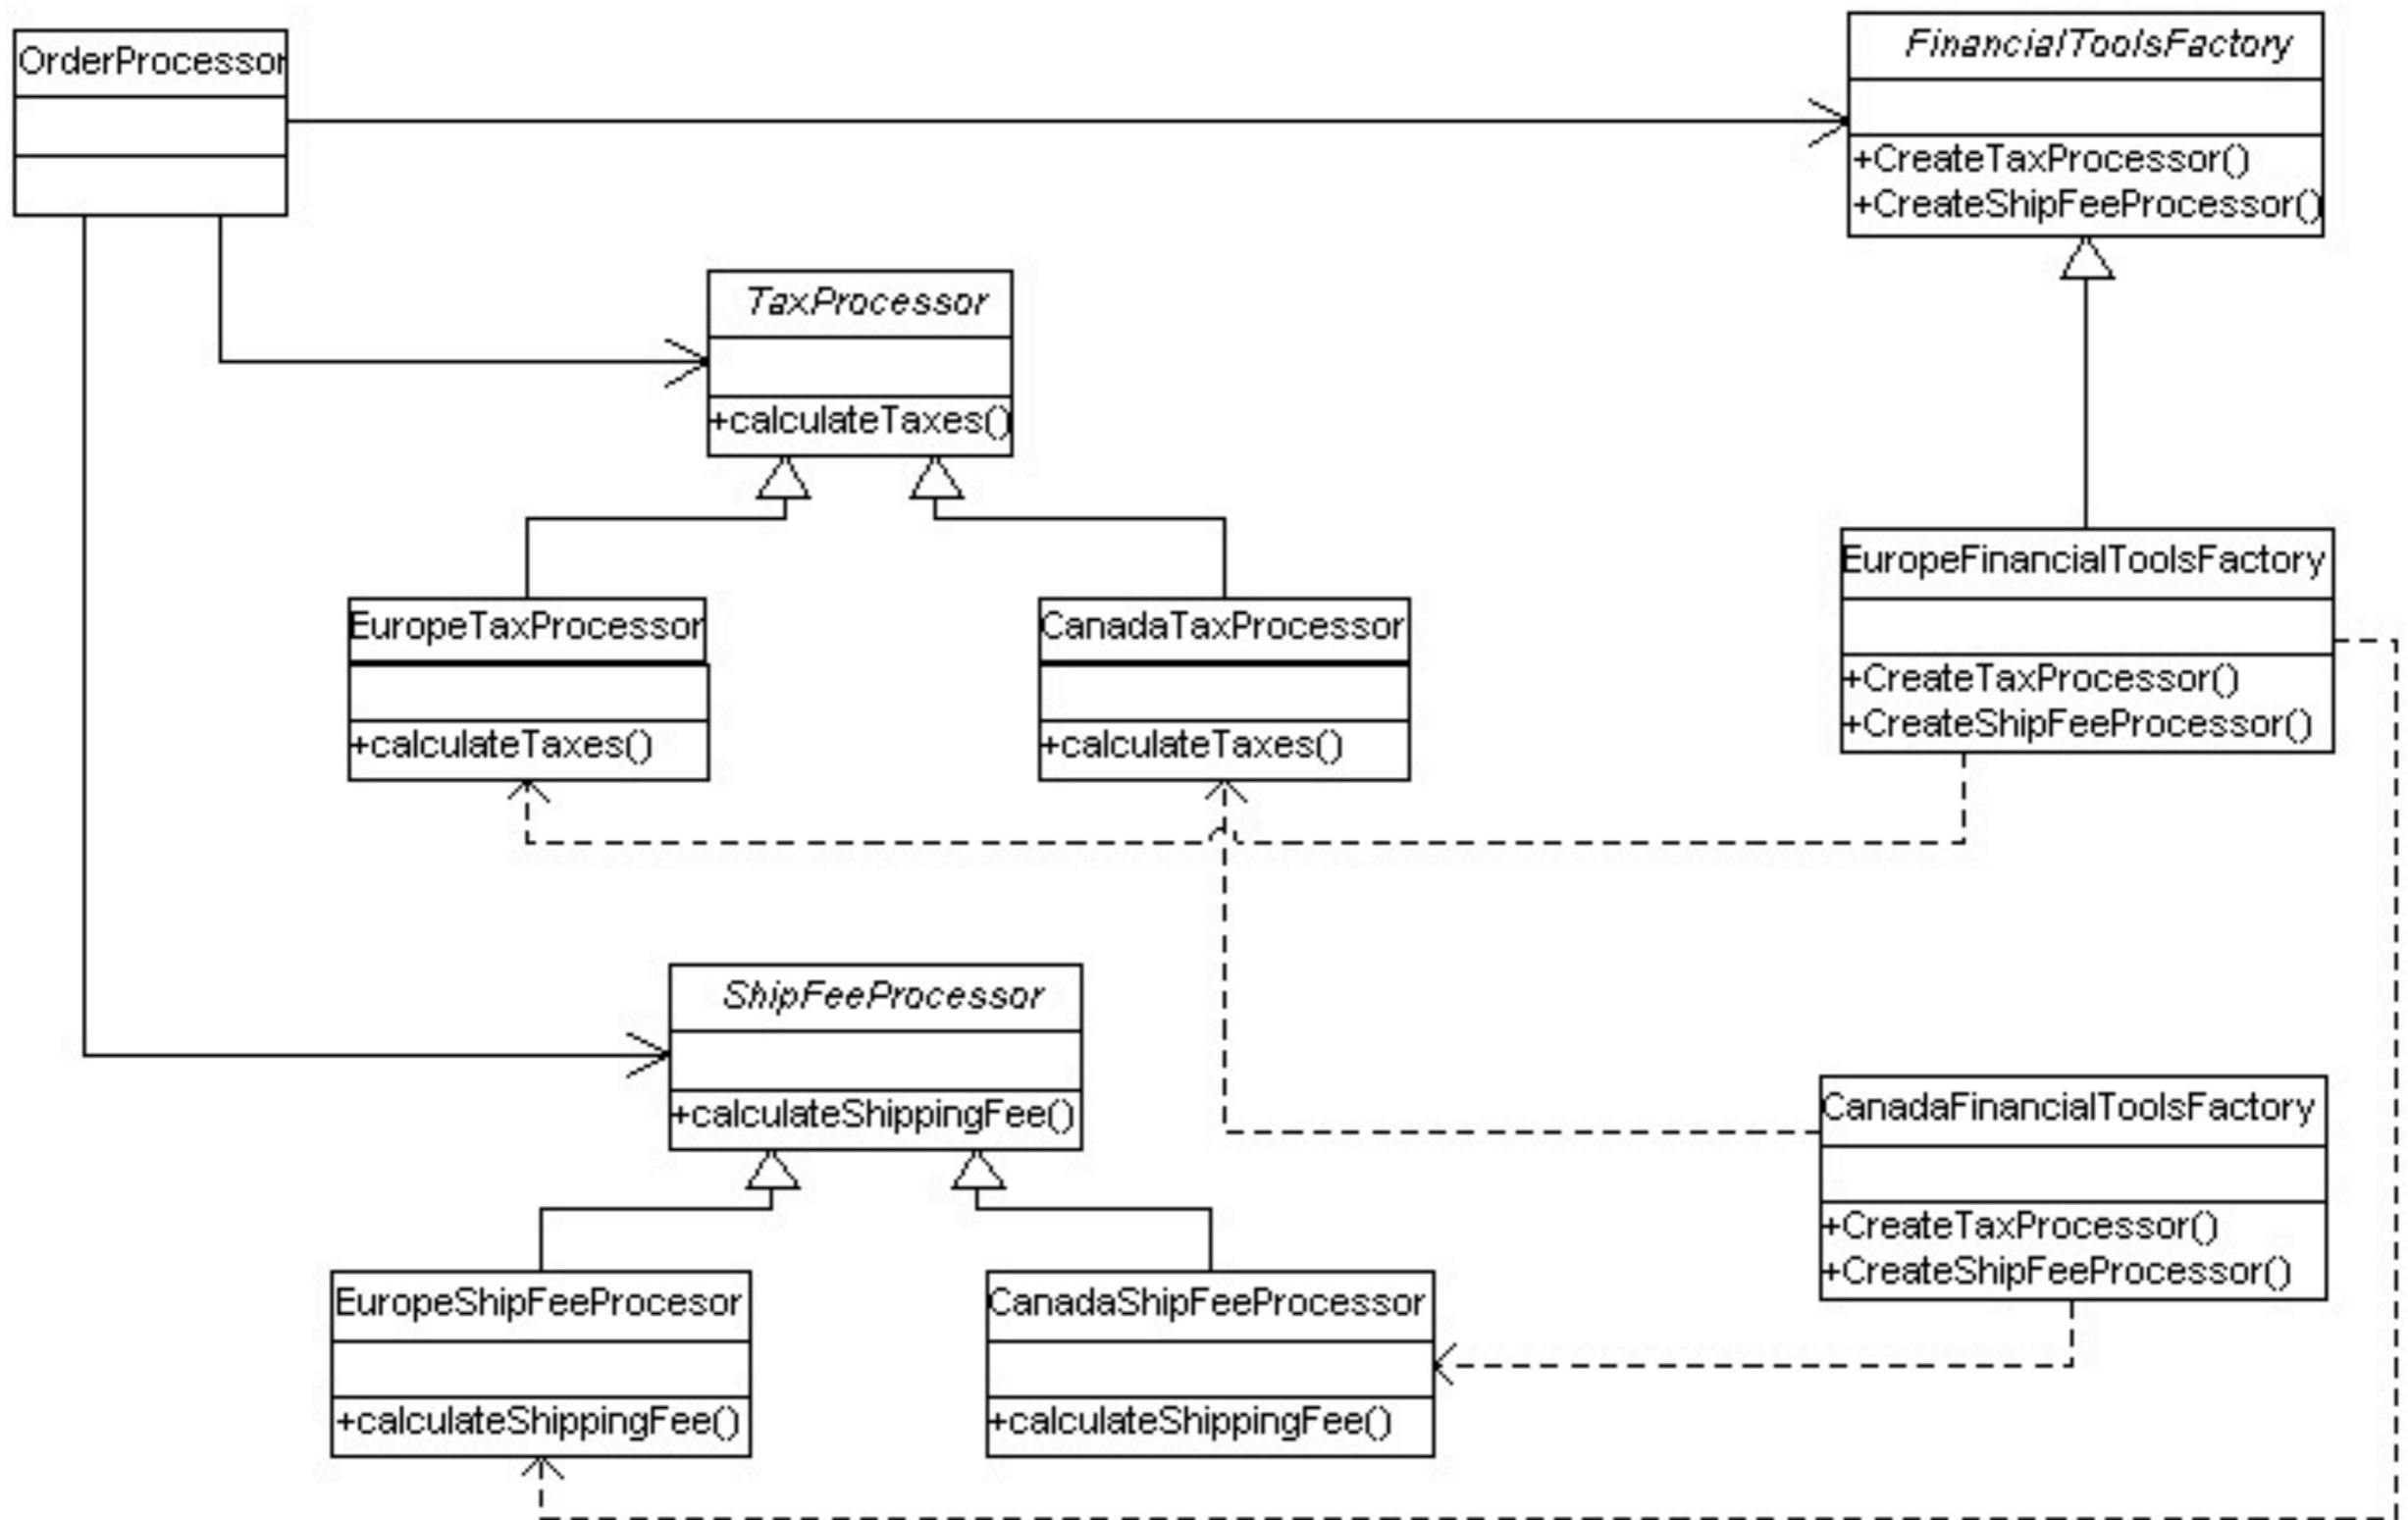 OrderProcessor
FinancialToolsFactory
+CreateTaxProcessor()
+CreateShipFeeProcessor()
TaxProcessor
+calculateTaxes()
EuropeTaxProcessor
+calculateTaxes()
CanadaTaxProcessor
+calculateTaxes()
EuropeFinancialToolsFactory
+CreateTaxProcessor()
+CreateShipFeeProcessor()
ShipFeeProcessor
+calculateShippingFee()
CanadaFinancialToolsFactory
+CreateTaxProcessor()
+CreateShipFeeProcessor()
EuropeShipFeeProcesor
+calculateShippingFee()
CanadaShipFeeProcessor
+calculateShippingFee()